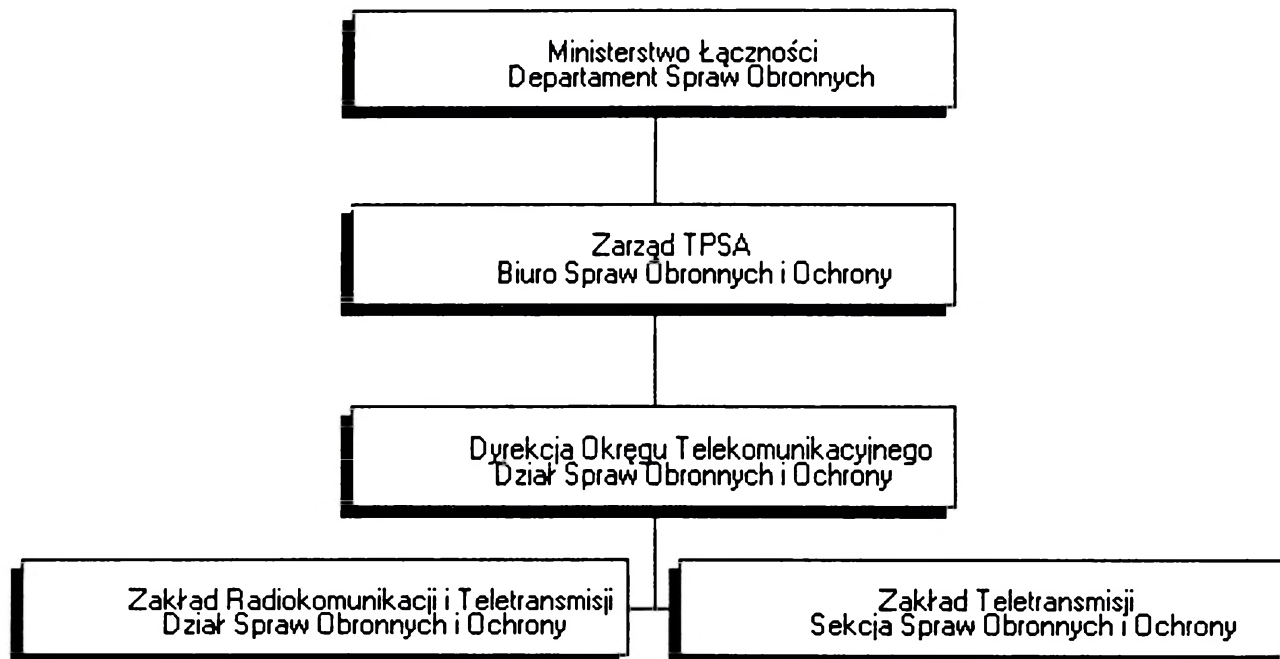 Ministerstwo Łączności
Departament Spraw Obronnych
Zarząd TPSA
Biuro Spraw Obronnych i Ochrony
Dyrekcja Okręgu Telekomunikacyjnego
Dział Spraw Obronnych i Ochrony
Zakład Radiokomunikacji i Teletransmisji
Dział Spraw Obronnych i Ochrony
Zakład Teletransmisji
Sekcja Spraw Obronnych i Ochrony